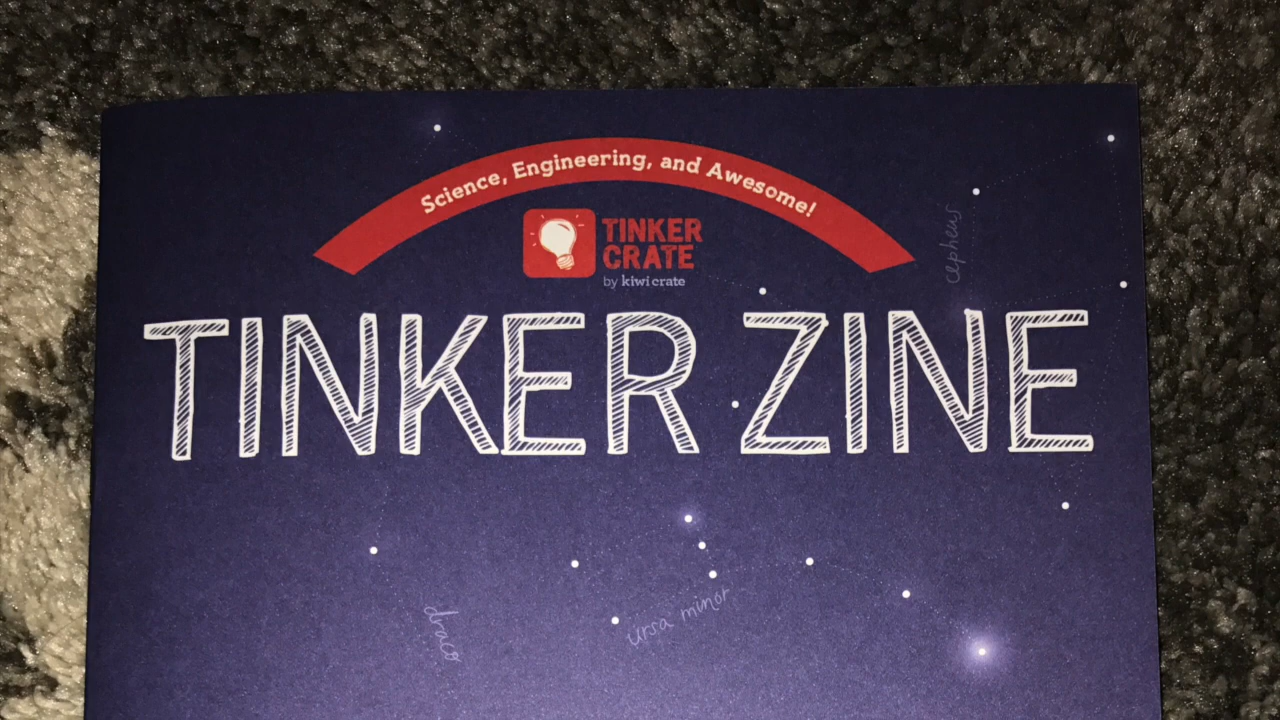 Science, Engineering, and Awesome!
TINKER
CRATE
by kiwi crate
cepheus
TINKER ZINE
draco
ursa minor